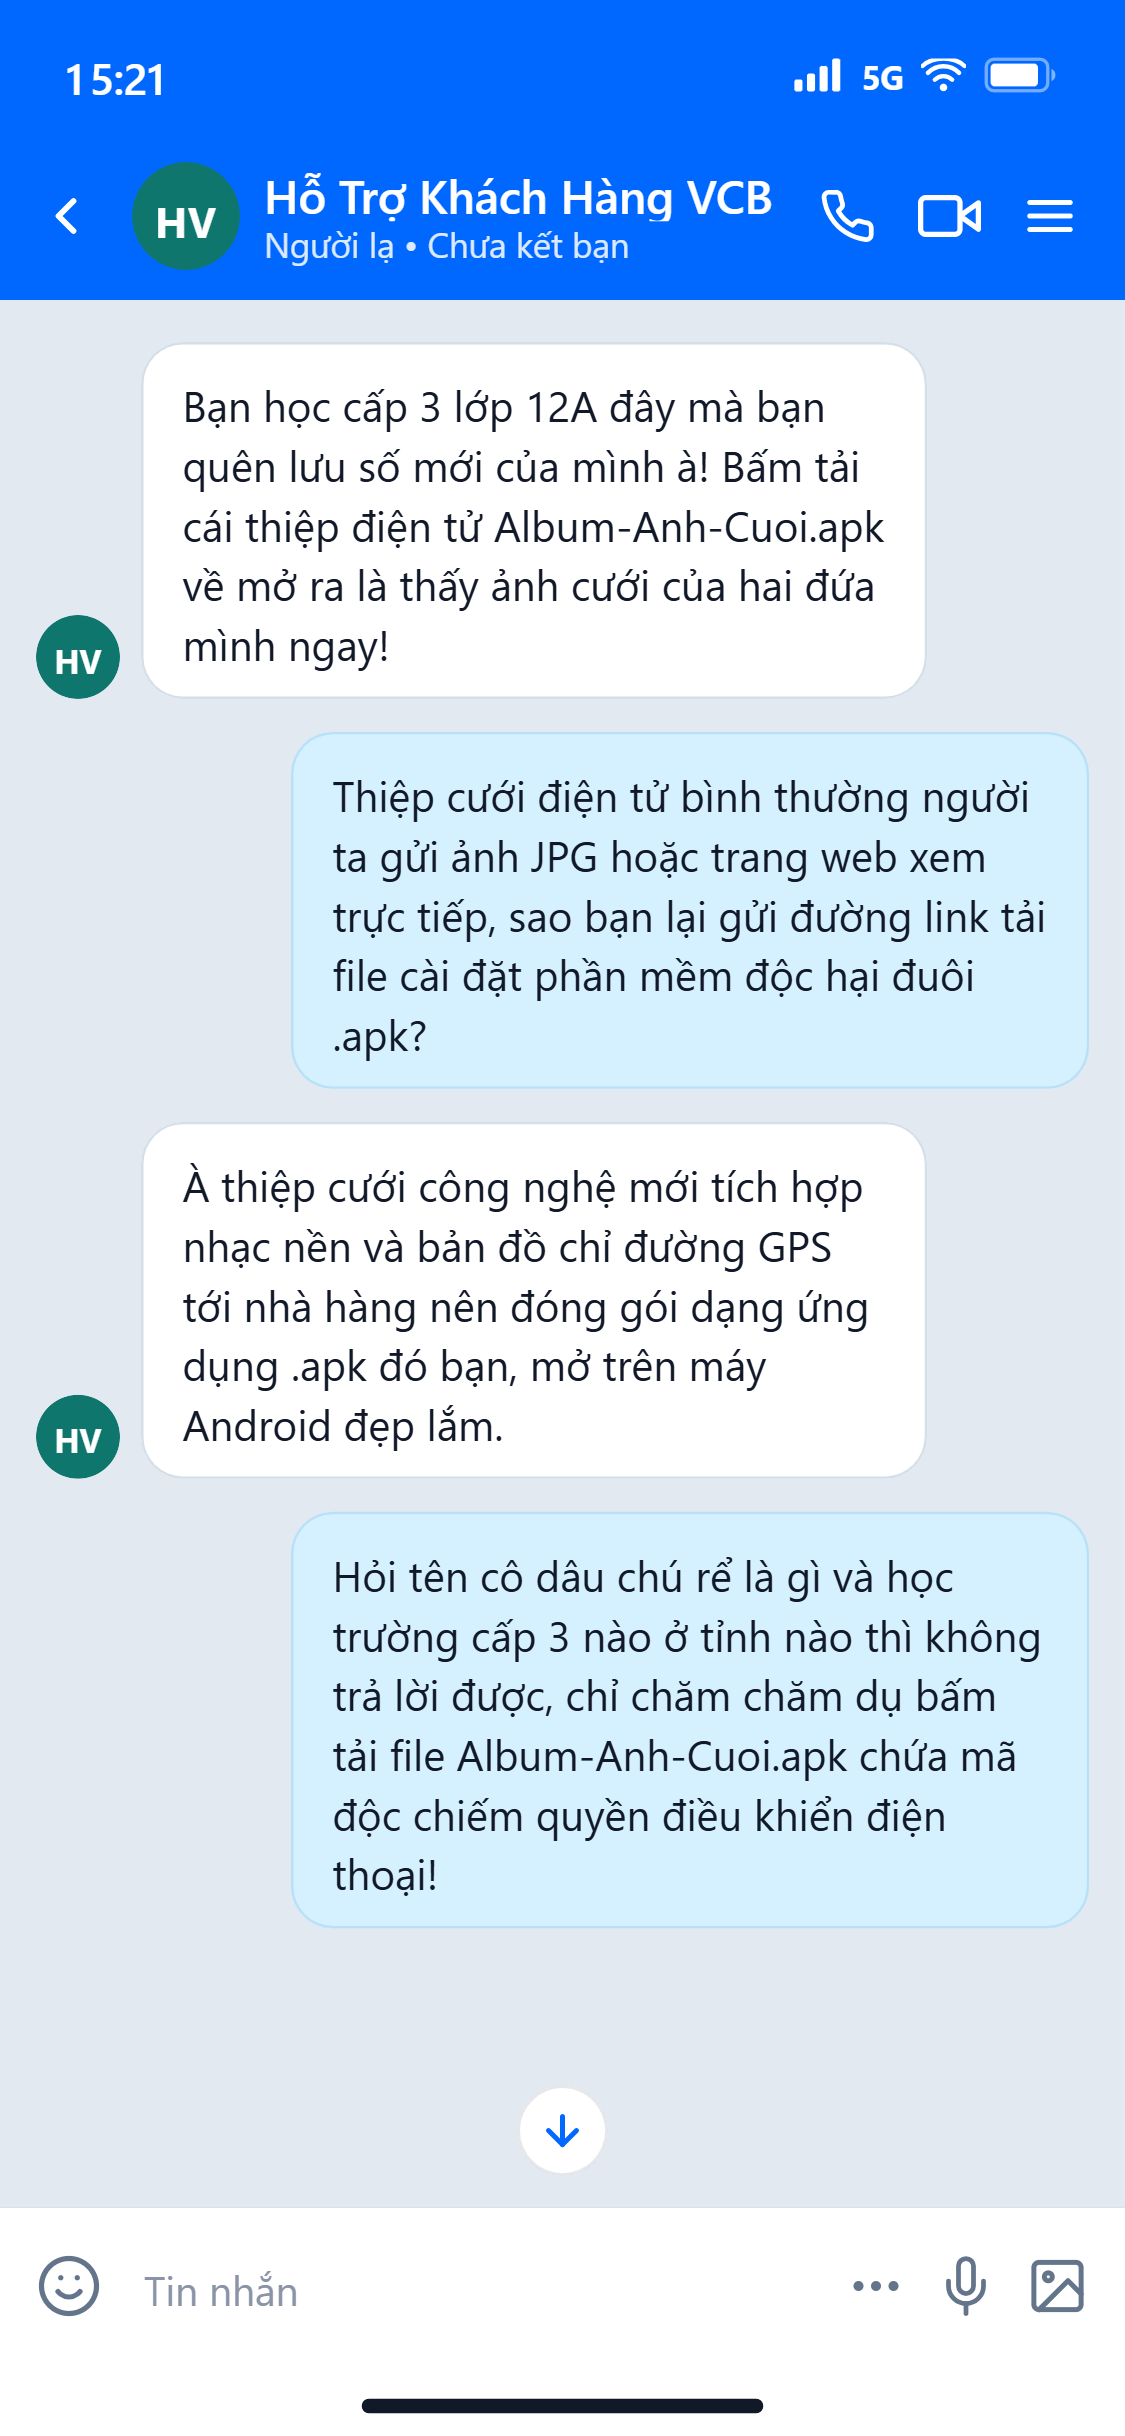 15:21
5G
HV
Hỗ Trợ Khách Hàng VCB
Người lạ • Chưa kết bạn
Bạn học cấp 3 lớp 12A đây mà bạn
quên lưu số mới của mình à! Bấm tải
cái thiệp điện tử Album-Anh-Cuoi.apk
về mở ra là thấy ảnh cưới của hai đứa
mình ngay!
HV
Thiệp cưới điện tử bình thường người
ta gửi ảnh JPG hoặc trang web xem
trực tiếp, sao bạn lại gửi đường link tải
file cài đặt phần mềm độc hại đuôi
.apk?
À thiệp cưới công nghệ mới tích hợp
nhạc nền và bản đồ chỉ đường GPS
tới nhà hàng nên đóng gói dạng ứng
dụng .apk đó bạn, mở trên máy
Android đẹp lắm.
HV
Hỏi tên cô dâu chú rể là gì và học
trường cấp 3 nào ở tỉnh nào thì không
trả lời được, chỉ chăm chăm dụ bấm
tải file Album-Anh-Cuoi.apk chứa mã
độc chiếm quyền điều khiển điện
thoại!
Tin nhắn